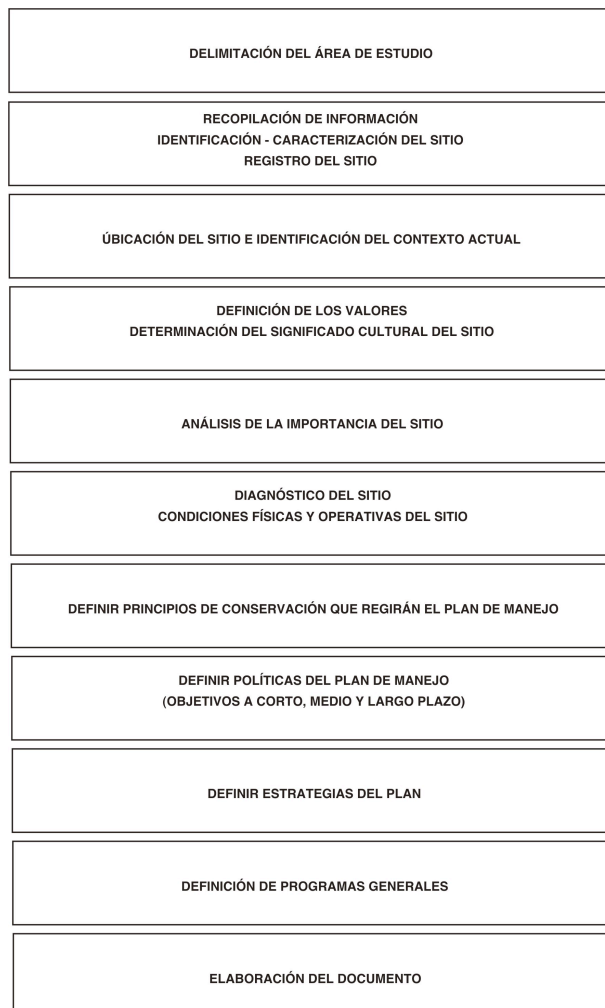 DELIMITACIÓN DEL ÁREA DE ESTUDIO
RECOPILACIÓN DE INFORMACIÓN
IDENTIFICACIÓN - CARACTERIZACIÓN DEL SITIO
REGISTRO DEL SITIO
ÚBICACIÓN DEL SITIO E IDENTIFICACIÓN DEL CONTEXTO ACTUAL
DEFINICIÓN DE LOS VALORES
DETERMINACIÓN DEL SIGNIFICADO CULTURAL DEL SITIO
ANÁLISIS DE LA IMPORTANCIA DEL SITIO
DIAGNÓSTICO DEL SITIO
CONDICIONES FÍSICAS Y OPERATIVAS DEL SITIO
DEFINIR PRINCIPIOS DE CONSERVACIÓN QUE REGIRÁN EL PLAN DE MANEJO
DEFINIR POLÍTICAS DEL PLAN DE MANEJO
(OBJETIVOS A CORTO, MEDIO Y LARGO PLAZO)
DEFINIR ESTRATEGIAS DEL PLAN
DEFINICIÓN DE PROGRAMAS GENERALES
ELABORACIÓN DEL DOCUMENTO